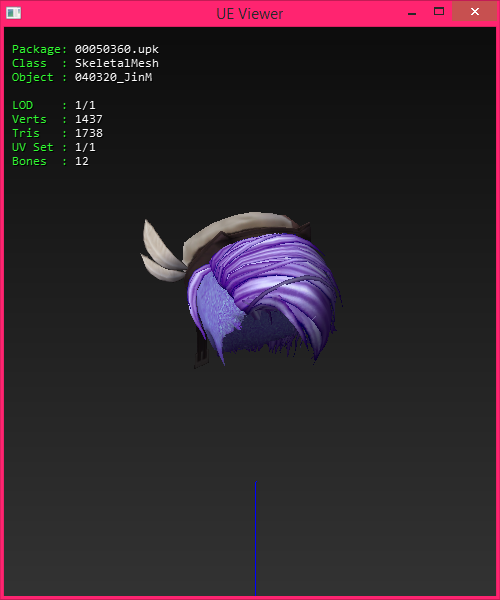 UE Viewer
Package: 00050360.upk
Class : SkeletalMesh
Object : 040320_JinM
LOD : 1/1
Verts : 1437
Tris : 1738
UV Set : 1/1
Bones : 12